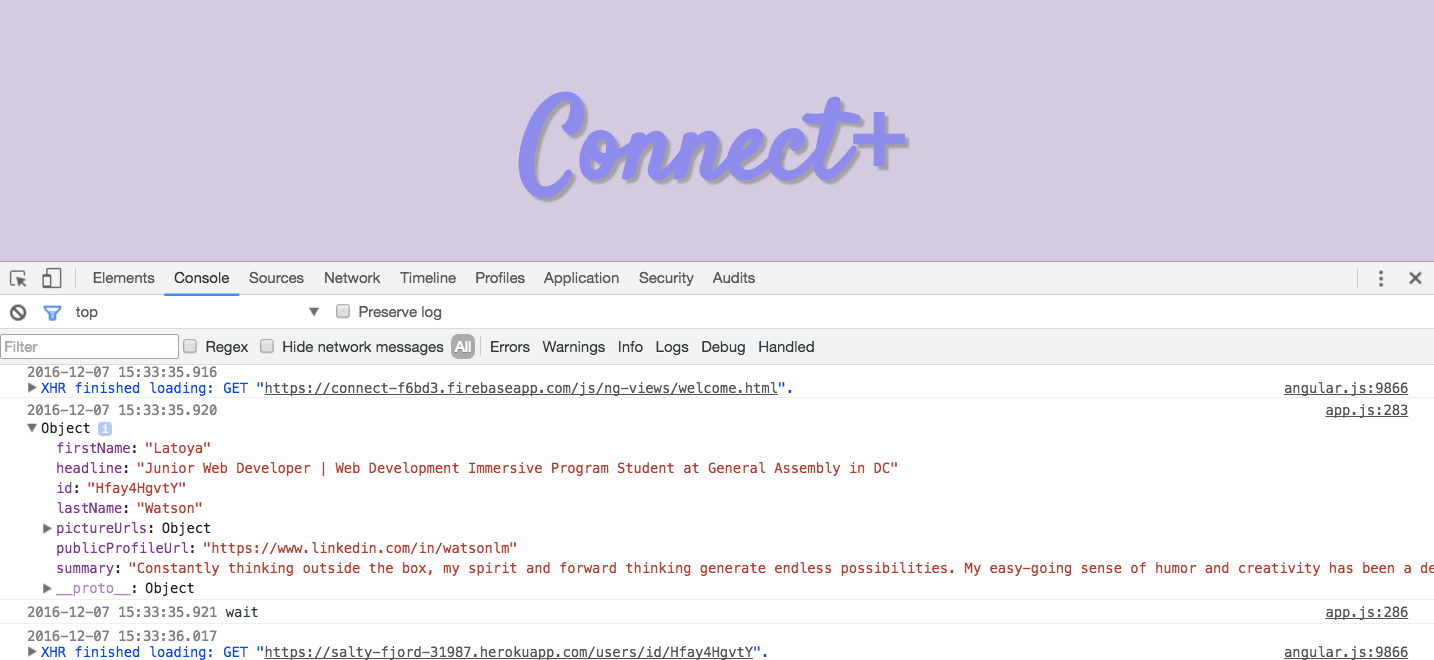 Connect+
Elements Console Sources Network Timeline Profiles Application Security Audits
top Preserve log
Filter Regex Hide network messages All Errors Warnings Info Logs Debug Handled
2016-12-07 15:33:35.916
XHR finished loading: GET "https://connect-f6bd3.firebaseapp.com/js/ng-views/welcome.html". angular.js:9866
2016-12-07 15:33:35.920 app.js:283
Object i
firstName: "Latoya"
headline: "Junior Web Developer | Web Development Immersive Program Student at General Assembly in DC"
id: "Hfay4HgvtY"
lastName: "Watson"
pictureUrls: Object
publicProfileUrl: "https://www.linkedin.com/in/watsonlm"
summary: "Constantly thinking outside the box, my spirit and forward thinking generate endless possibilities. My easy-going sense of humor and creativity has been a de
__proto__: Object
2016-12-07 15:33:35.921 wait app.js:286
2016-12-07 15:33:36.017
XHR finished loading: GET "https://salty-fjord-31987.herokuapp.com/users/id/Hfay4HgvtY". angular.js:9866